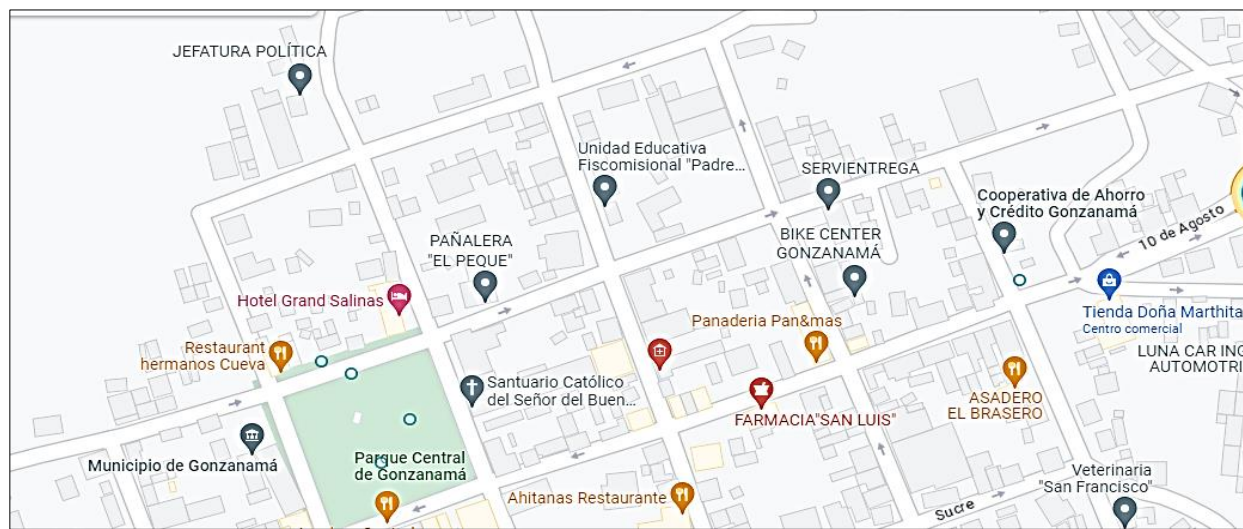 JEFATURA POLÍTICA
Unidad Educativa
Fiscomisional "Padre...
SERVIENTREGA
Cooperativa de Ahorro
y Crédito Gonzanamá
10 de Agosto
PAÑALERA
"EL PEQUE"
BIKE CENTER
GONZANAMÁ
Hotel Grand Salinas
Panaderia Pan&mas
Tienda Doña Marthita
Centro comercial
Restaurant
hermanos Cueva
LUNA CAR ING
AUTOMOTRI
Santuario Católico
del Señor del Buen...
ASADERO
EL BRASERO
FARMACIA"SAN LUIS"
Municipio de Gonzanamá
Parque Central
de Gonzanamá
Veterinaria
"San Francisco"
Ahitanas Restaurante
Sucre